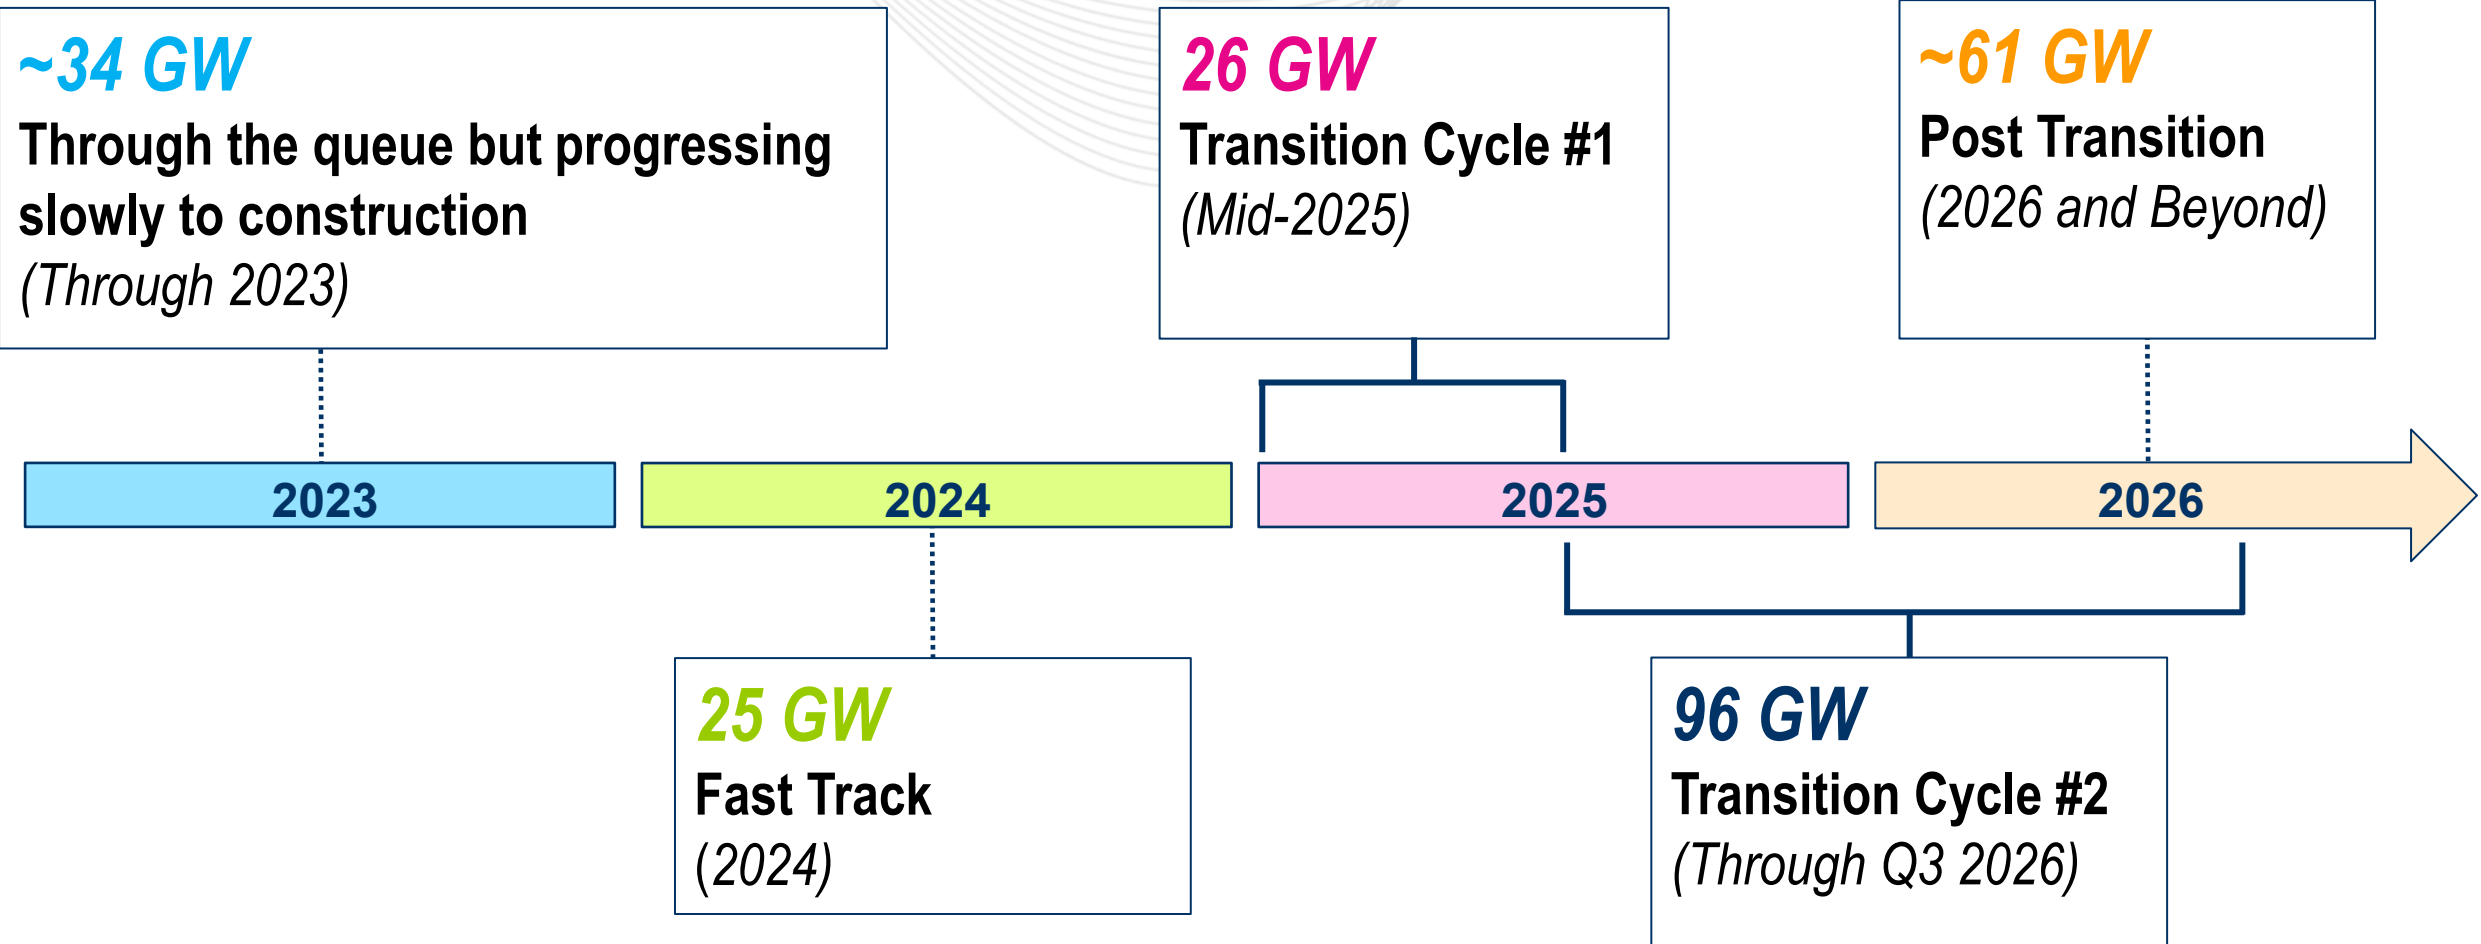 ~34 GW
Through the queue but progressing
slowly to construction
(Through 2023)
26 GW
Transition Cycle #1
(Mid-2025)
~61 GW
Post Transition
(2026 and Beyond)
2023
2024
2025
2026
25 GW
Fast Track
(2024)
96 GW
Transition Cycle #2
(Through Q3 2026)